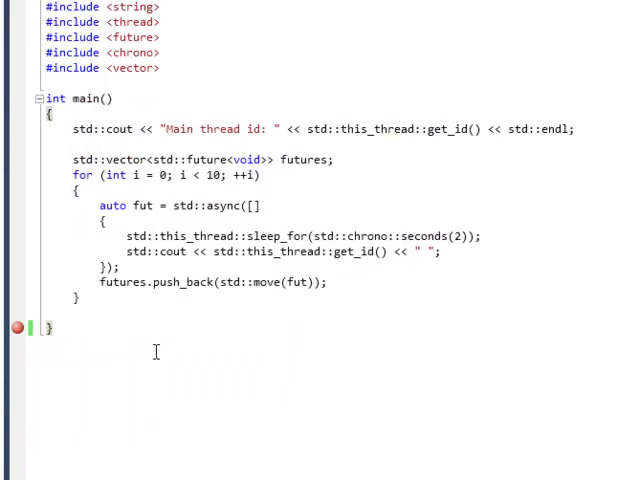 #include <string>
#include <thread>
#include <future>
#include <chrono>
#include <vector>
int main()
{
std::cout << "Main thread id: " << std::this_thread::get_id() << std::endl;
std::vector<std::future<void>> futures;
for (int i = 0; i < 10; ++i)
{
auto fut = std::async([]
{
std::this_thread::sleep_for(std::chrono::seconds(2));
std::cout << std::this_thread::get_id() << " ";
});
futures.push_back(std::move(fut));
}
}